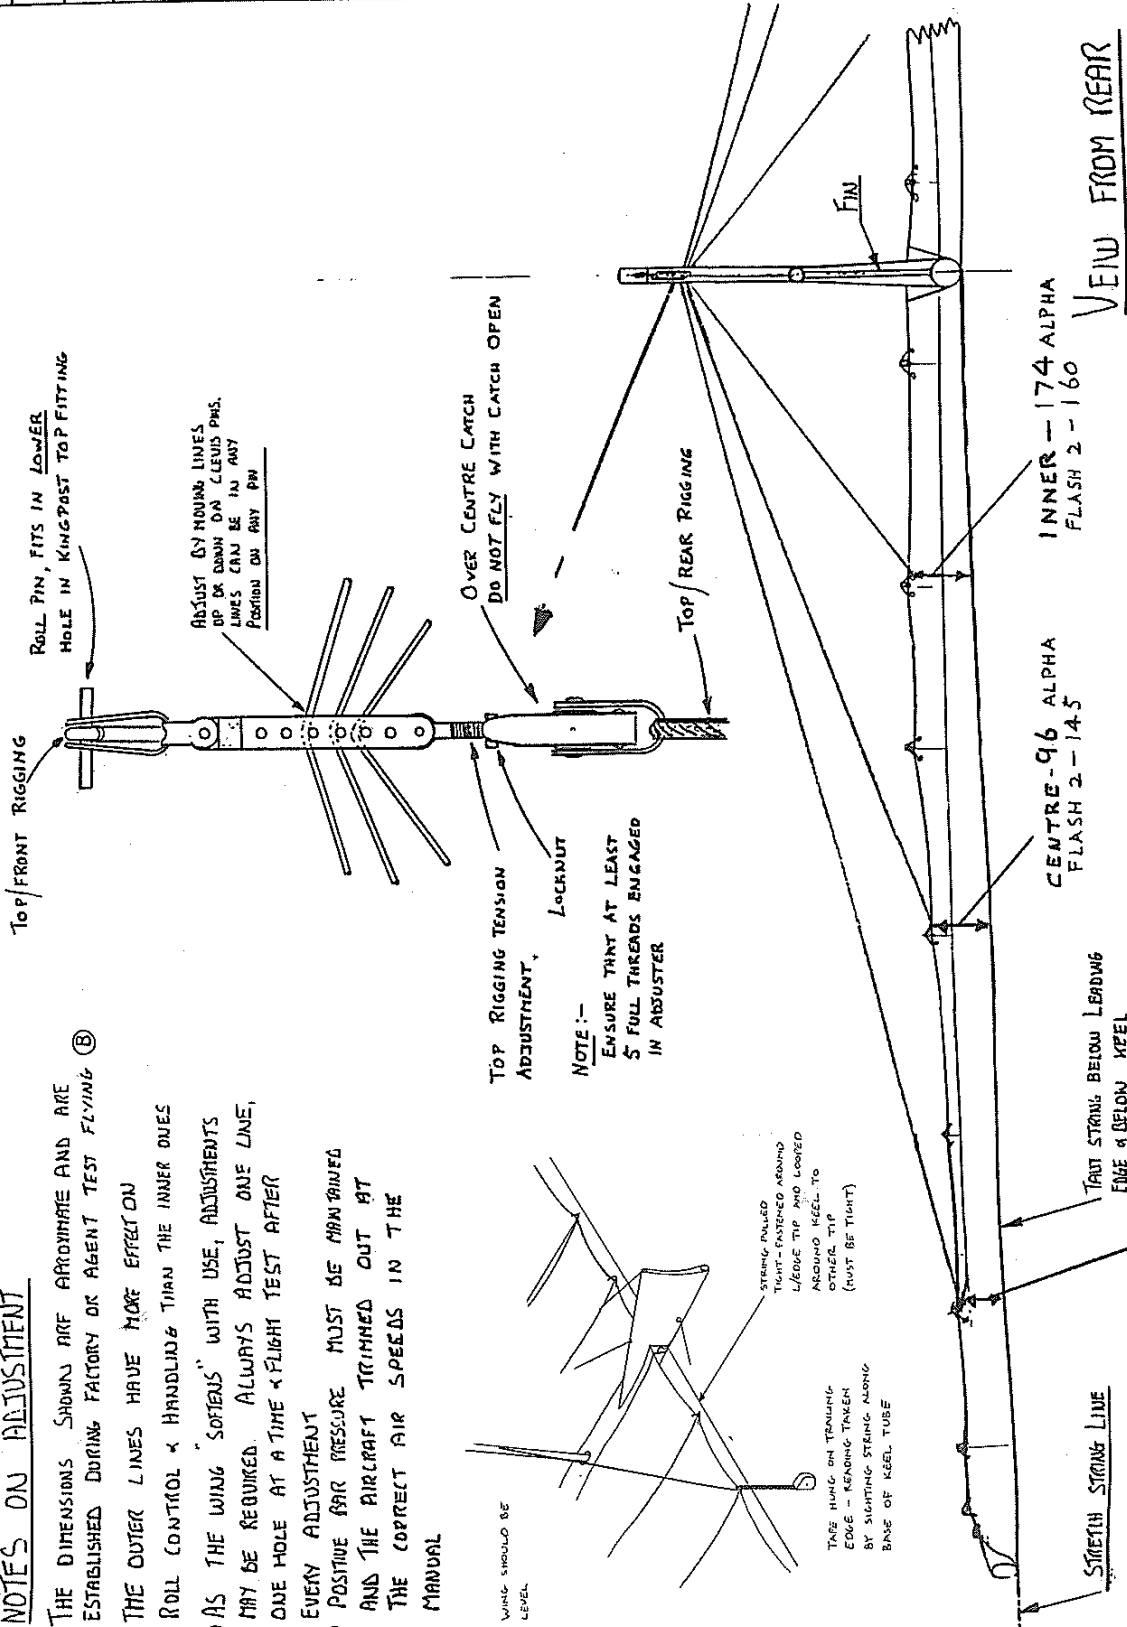 NOTES ON ADJUSTMENT
THE DIMENSIONS SHOWN ARE APROXIMATE AND ARE
ESTABLISHED DURING FACTORY OR AGENT TEST FLYING B
THE OUTER LINES HAVE MORE EFFECT ON
ROLL CONTROL & HANDLING THAN THE INNER ONES
AS THE WING "SOFTENS" WITH USE, ADJUSTMENTS
MAY BE REQUIRED. ALWAYS ADJUST ONE LINE,
ONE HOLE AT A TIME & FLIGHT TEST AFTER
EVERY ADJUSTMENT
POSITIVE BAR PRESSURE MUST BE MAINTAINED
AND THE AIRCRAFT TRIMMED OUT AT
THE CORRECT AIR SPEEDS IN THE
MANUAL
TOP/FRONT RIGGING
ROLL PIN, FITS IN LOWER
HOLE IN KINGPOST TOP FITTING
ADJUST BY MOVING LINES
UP OR DOWN ON CLEVIS PINS.
LINES CAN BE IN ANY
POSITION ON ANY PIN
OVER CENTRE CATCH
DO NOT FLY WITH CATCH OPEN
TOP RIGGING TENSION
ADJUSTMENT.
LOCKNUT
NOTE:-
ENSURE THAT AT LEAST
5 FULL THREADS ENGAGED
IN ADJUSTER
TOP/REAR RIGGING
WING SHOULD BE
LEVEL
STRING PULLED
TIGHT-FASTENED AROUND
L/EDGE TIP AND LOOPED
AROUND KEEL TO
OTHER TIP
(MUST BE TIGHT)
TAPE HUNG ON TRAILING
EDGE - READING TAKEN
BY SIGHTING STRING ALONG
BASE OF KEEL TUBE
FIN
STRETH STRING LINE
TAUT STRING BELOW LEADING
EDGE & BELOW KEEL
CENTRE-96 ALPHA
FLASH 2-145
INNER-174 ALPHA
FLASH 2-160
VEIW FROM REAR